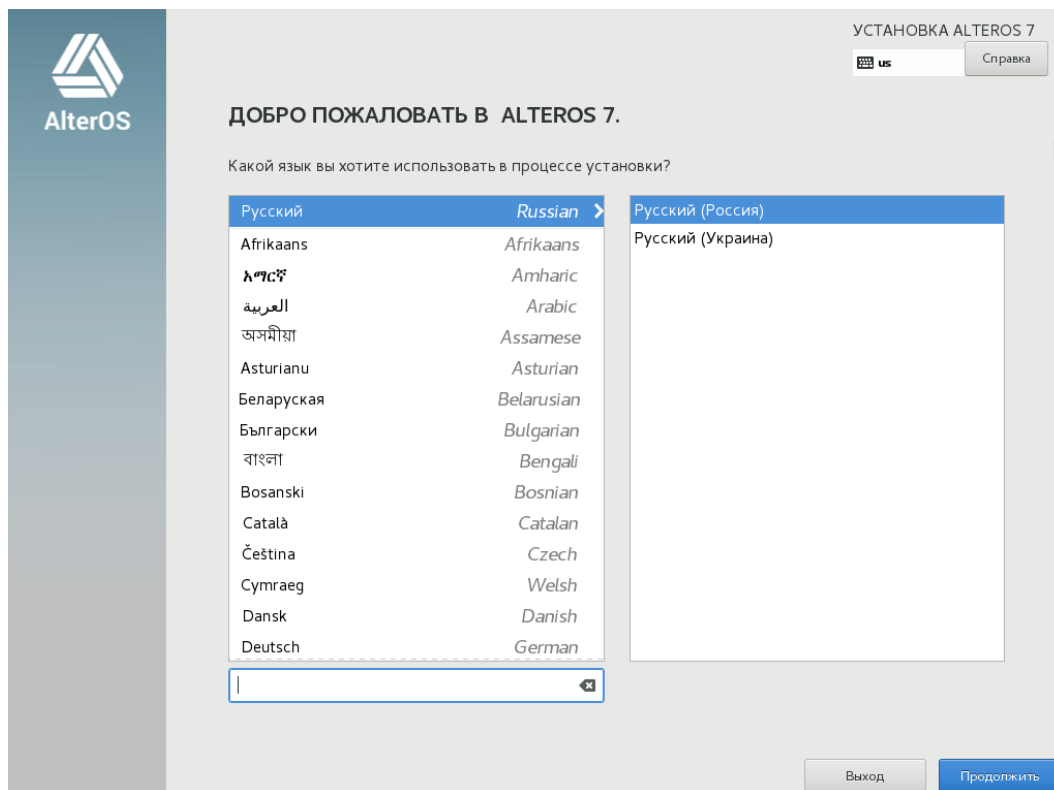 УСТАНОВКА ALTEROS 7
us
Справка
AlterOS
ДОБРО ПОЖАЛОВАТЬ В ALTEROS 7.
Какой язык вы хотите использовать в процессе установки?
Русский Russian
Afrikaans Afrikaans
አማርኛ Amharic
العربية Arabic
অসমীয়া Assamese
Asturianu Asturian
Беларуская Belarusian
Български Bulgarian
বাংলা Bengali
Bosanski Bosnian
Català Catalan
Čeština Czech
Cymraeg Welsh
Dansk Danish
Deutsch German
Русский (Россия)
Русский (Украина)
Выход
Продолжить